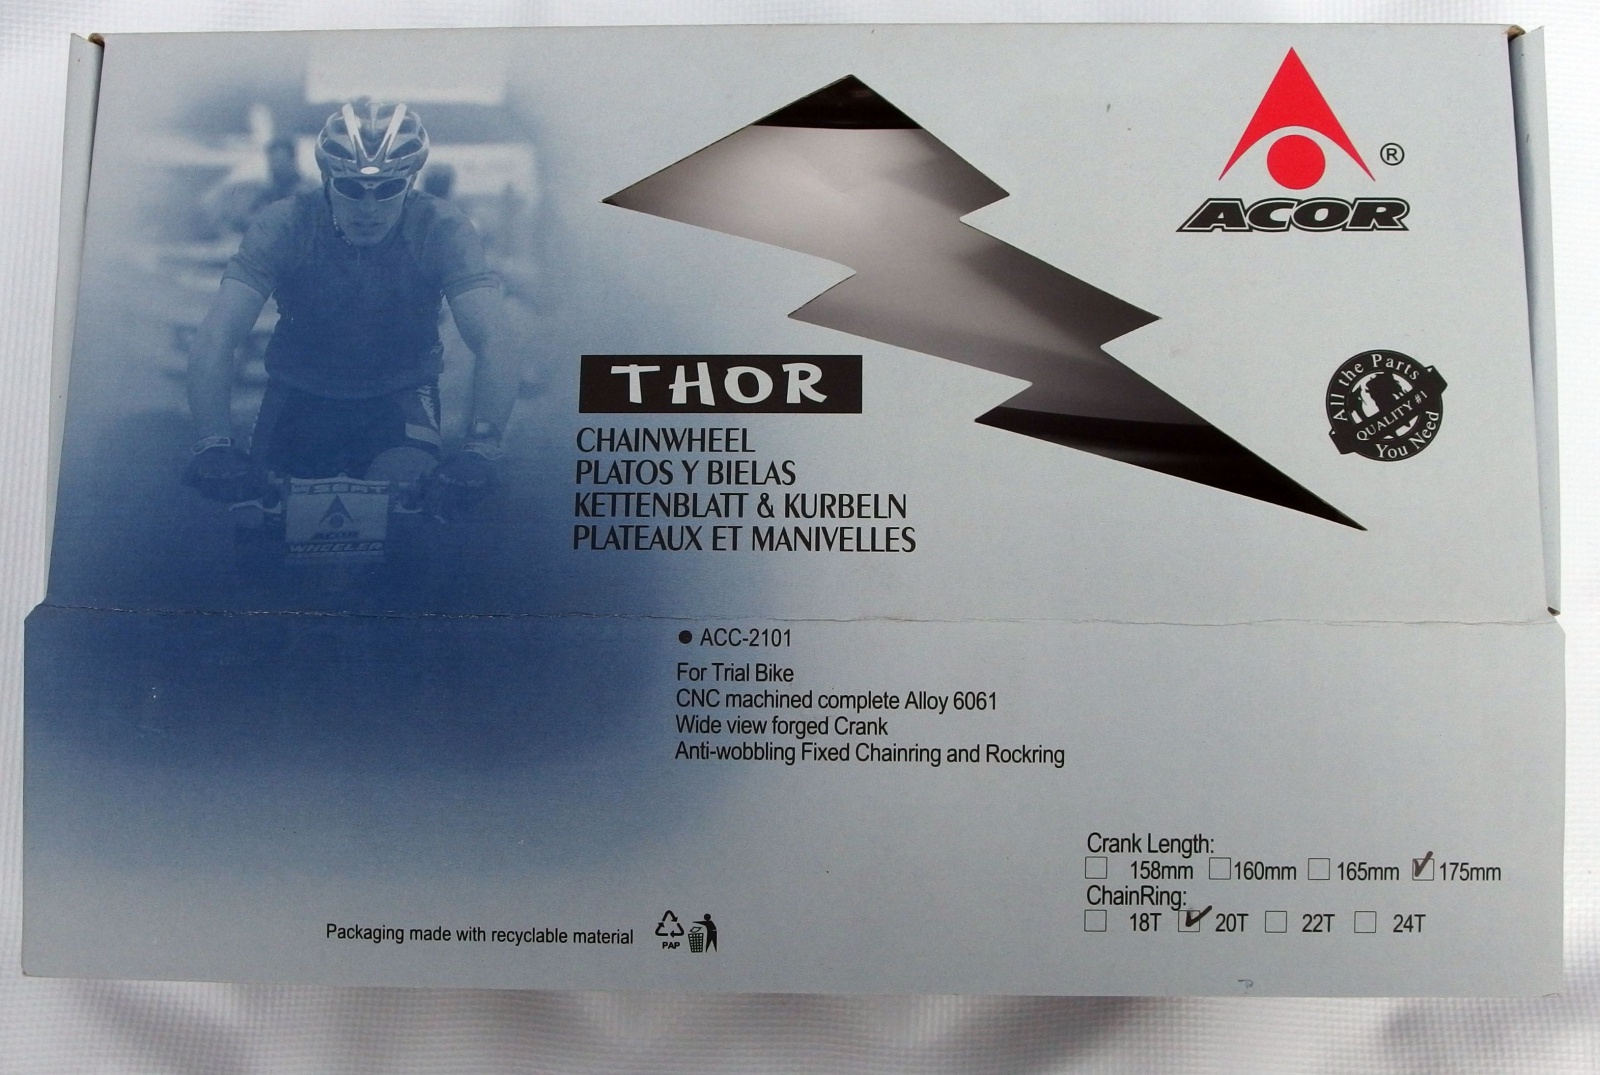 ®
ACOR
All the Parts
QUALITY #1
You Need
THOR
CHAINWHEEL
PLATOS Y BIELAS
KETTENBLATT & KURBELN
PLATEAUX ET MANIVELLES
ACOR
WHEELER
● ACC-2101
For Trial Bike
CNC machined complete Alloy 6061
Wide view forged Crank
Anti-wobbling Fixed Chainring and Rockring
Crank Length:
158mm 160mm 165mm 175mm
ChainRing:
18T 20T 22T 24T
Packaging made with recyclable material
PAP